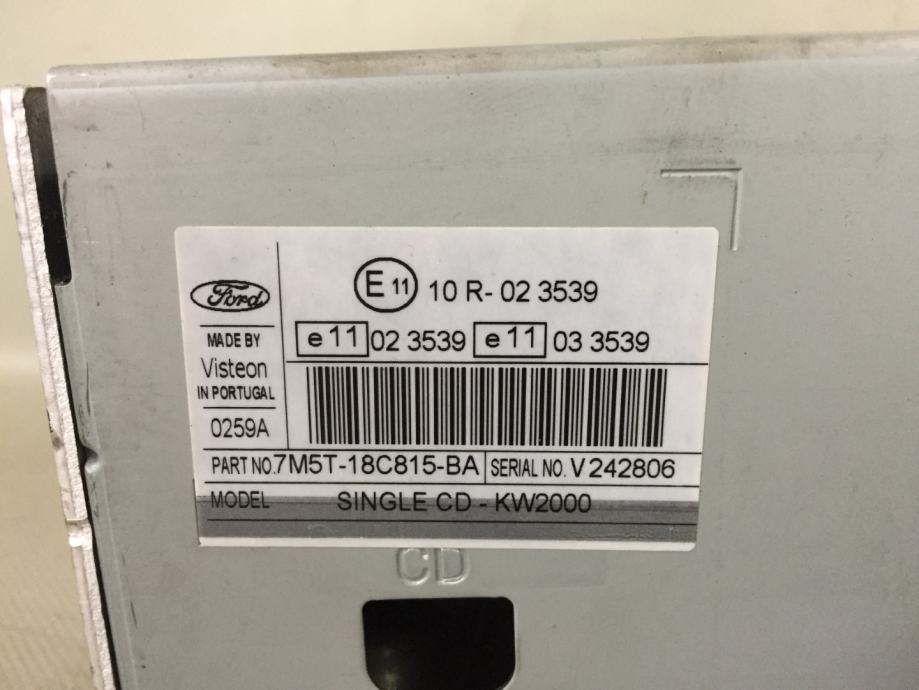 E 11 10 R- 02 3539
Ford
e 11 02 3539 e 11 03 3539
MADE BY
Visteon
IN PORTUGAL
0259A
PART NO. 7M5T-18C815-BA SERIAL NO. V 242806
MODEL SINGLE CD - KW2000
CD